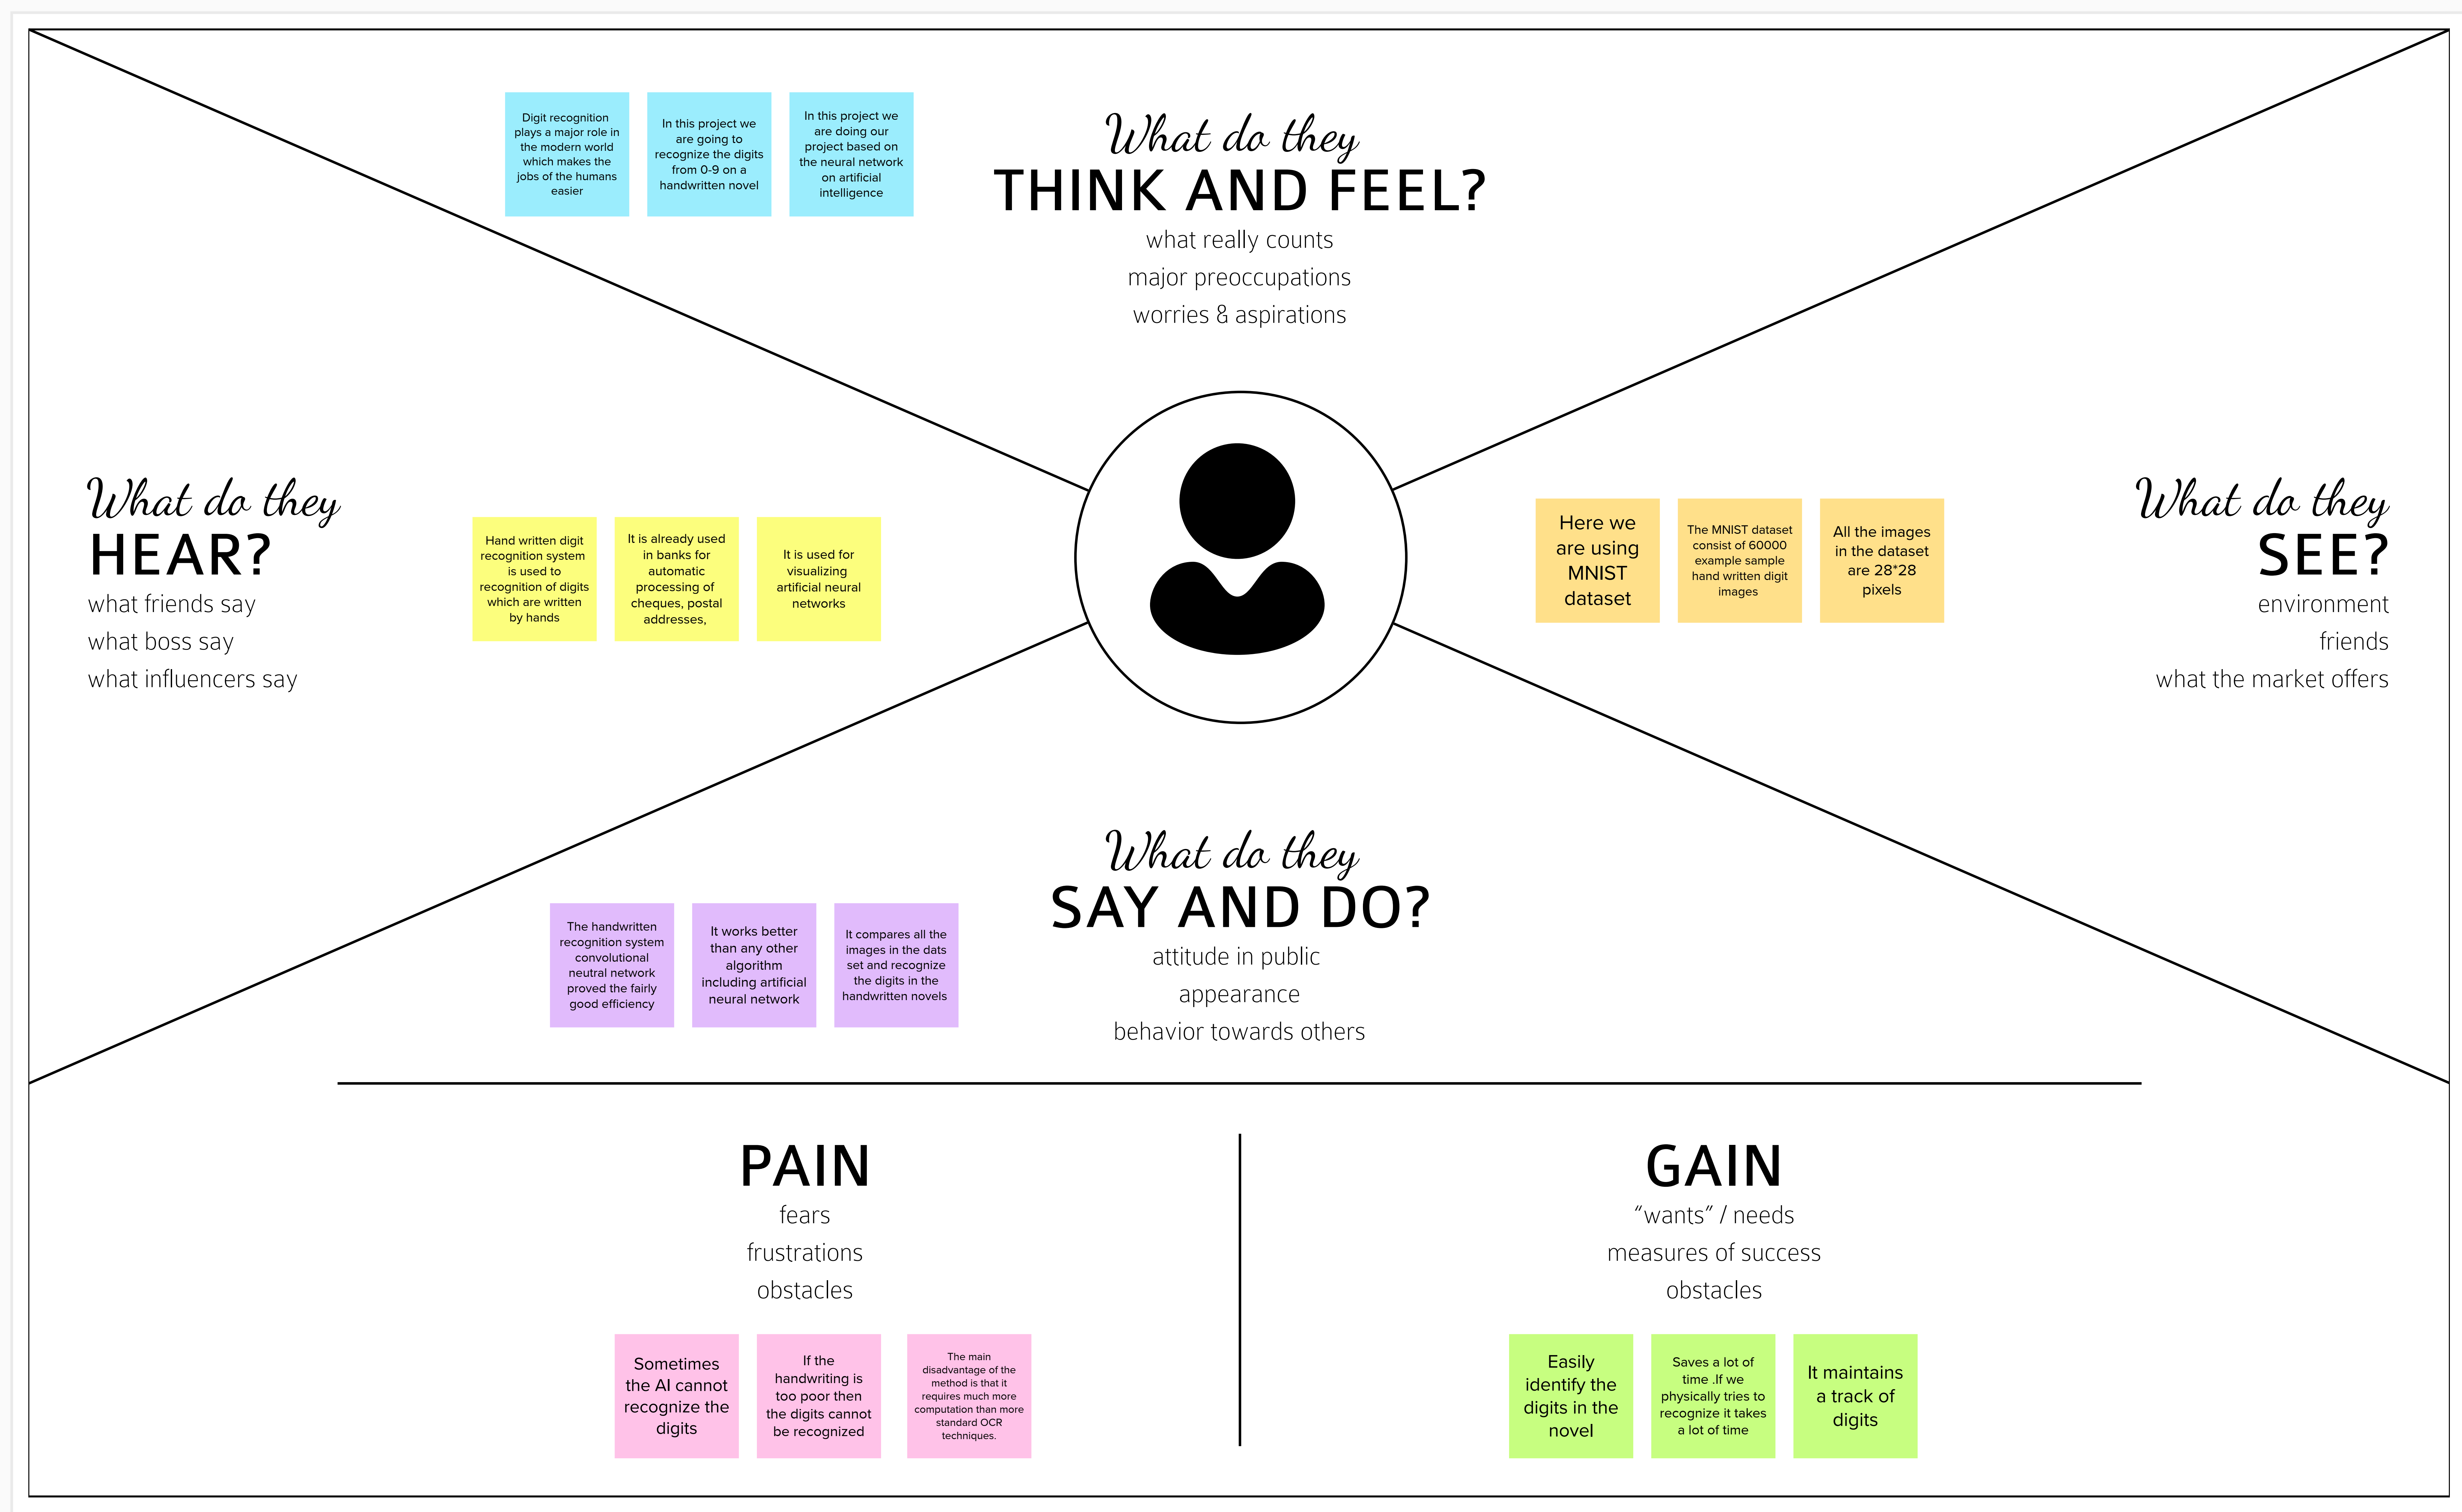 Digit recognition
plays a major role in
the modern world
which makes the
jobs of the humans
easier
In this project we
are going to
recognize the digits
from 0-9 on a
handwritten novel
In this project we
are doing our
project based on
the neural network
on artificial
intelligence
What do they
THINK AND FEEL?
what really counts
major preoccupations
worries & aspirations
What do they
HEAR?
what friends say
what boss say
what influencers say
Hand written digit
recognition system
is used to
recognition of digits
which are written
by hands
It is already used
in banks for
automatic
processing of
cheques, postal
addresses,
It is used for
visualizing
artificial neural
networks
Here we
are using
MNIST
dataset
The MNIST dataset
consist of 60000
example sample
hand written digit
images
All the images
in the dataset
are 28*28
pixels
What do they
SEE?
environment
friends
what the market offers
The handwritten
recognition system
convolutional
neutral network
proved the fairly
good efficiency
It works better
than any other
algorithm
including artificial
neural network
It compares all the
images in the dats
set and recognize
the digits in the
handwritten novels
What do they
SAY AND DO?
attitude in public
appearance
behavior towards others
PAIN
fears
frustrations
obstacles
Sometimes
the AI cannot
recognize the
digits
If the
handwriting is
too poor then
the digits cannot
be recognized
The main
disadvantage of the
method is that it
requires much more
computation than more
standard OCR
techniques.
GAIN
“wants” / needs
measures of success
obstacles
Easily
identify the
digits in the
novel
Saves a lot of
time .If we
physically tries to
recognize it takes
a lot of time
It maintains
a track of
digits